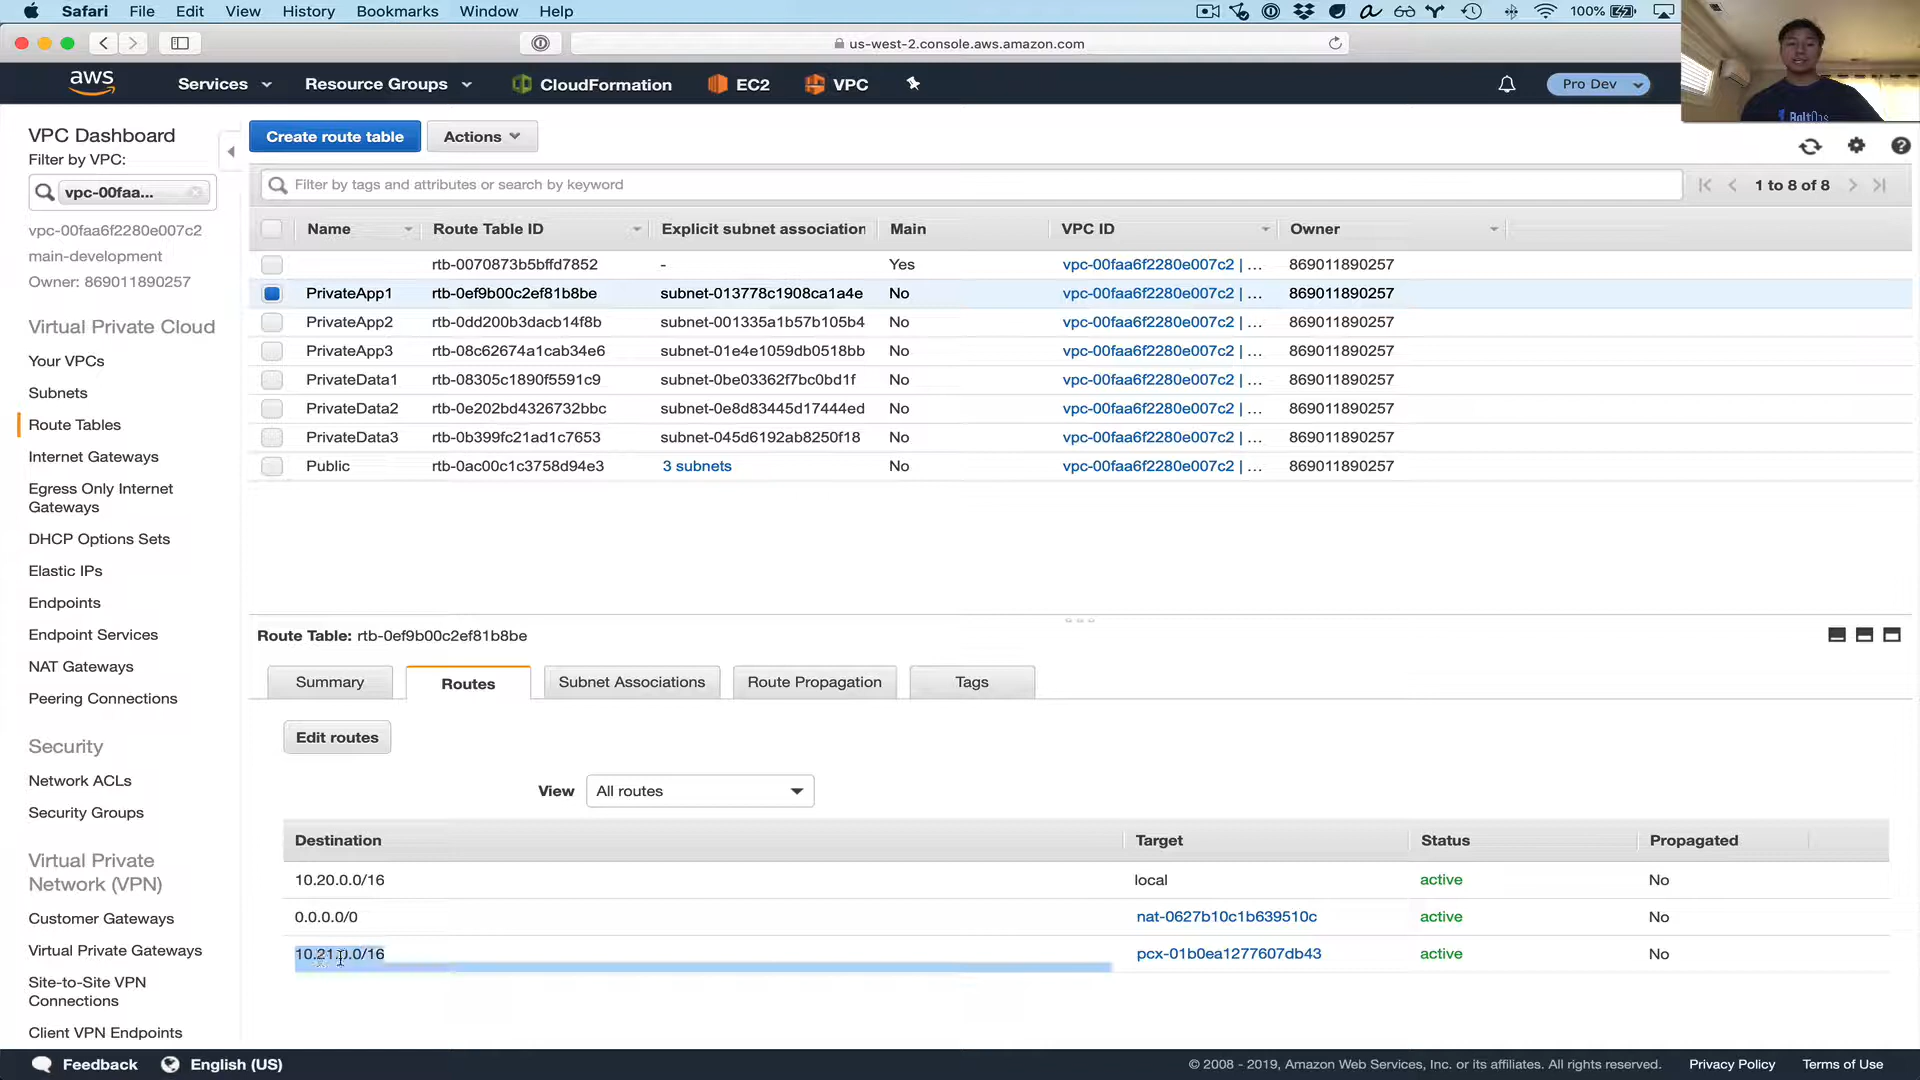 Safari File Edit View History Bookmarks Window Help 100%
us-west-2.console.aws.amazon.com
aws Services Resource Groups CloudFormation EC2 VPC Pro Dev
BoltOps
VPC Dashboard
Filter by VPC:
vpc-00faa...
vpc-00faa6f2280e007c2
main-development
Owner: 869011890257
Virtual Private Cloud
Your VPCs
Subnets
Route Tables
Internet Gateways
Egress Only Internet
Gateways
DHCP Options Sets
Elastic IPs
Endpoints
Endpoint Services
NAT Gateways
Peering Connections
Security
Network ACLs
Security Groups
Virtual Private
Network (VPN)
Customer Gateways
Virtual Private Gateways
Site-to-Site VPN
Connections
Client VPN Endpoints
Create route table Actions
Filter by tags and attributes or search by keyword 1 to 8 of 8
Name Route Table ID Explicit subnet association Main VPC ID Owner
rtb-0070873b5bffd7852 - Yes vpc-00faa6f2280e007c2 | ... 869011890257
PrivateApp1 rtb-0ef9b00c2ef81b8be subnet-013778c1908ca1a4e No vpc-00faa6f2280e007c2 | ... 869011890257
PrivateApp2 rtb-0dd200b3dacb14f8b subnet-001335a1b57b105b4 No vpc-00faa6f2280e007c2 | ... 869011890257
PrivateApp3 rtb-08c62674a1cab34e6 subnet-01e4e1059db0518bb No vpc-00faa6f2280e007c2 | ... 869011890257
PrivateData1 rtb-08305c1890f5591c9 subnet-0be03362f7bc0bd1f No vpc-00faa6f2280e007c2 | ... 869011890257
PrivateData2 rtb-0e202bd4326732bbc subnet-0e8d83445d17444ed No vpc-00faa6f2280e007c2 | ... 869011890257
PrivateData3 rtb-0b399fc21ad1c7653 subnet-045d6192ab8250f18 No vpc-00faa6f2280e007c2 | ... 869011890257
Public rtb-0ac00c1c3758d94e3 3 subnets No vpc-00faa6f2280e007c2 | ... 869011890257
Route Table: rtb-0ef9b00c2ef81b8be
Summary Routes Subnet Associations Route Propagation Tags
Edit routes
View All routes
Destination Target Status Propagated
10.20.0.0/16 local active No
0.0.0.0/0 nat-0627b10c1b639510c active No
10.21.0.0/16 pcx-01b0ea1277607db43 active No
Feedback English (US) © 2008 - 2019, Amazon Web Services, Inc. or its affiliates. All rights reserved. Privacy Policy Terms of Use